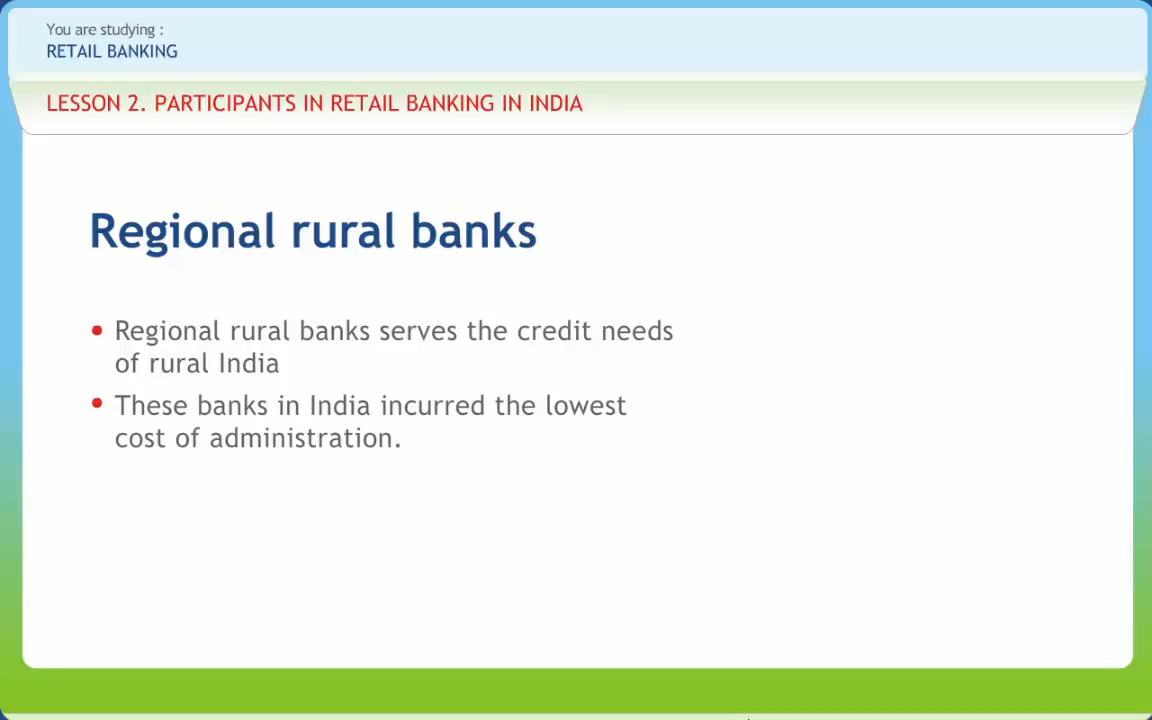 You are studying :
RETAIL BANKING
LESSON 2. PARTICIPANTS IN RETAIL BANKING IN INDIA
Regional rural banks
• Regional rural banks serves the credit needs
of rural India
• These banks in India incurred the lowest
cost of administration.